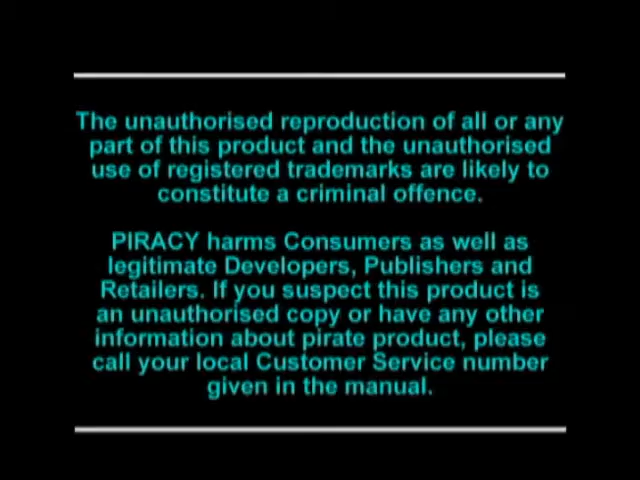 The unauthorised reproduction of all or any
part of this product and the unauthorised
use of registered trademarks are likely to
constitute a criminal offence.
PIRACY harms Consumers as well as
legitimate Developers, Publishers and
Retailers. If you suspect this product is
an unauthorised copy or have any other
information about pirate product, please
call your local Customer Service number
given in the manual.